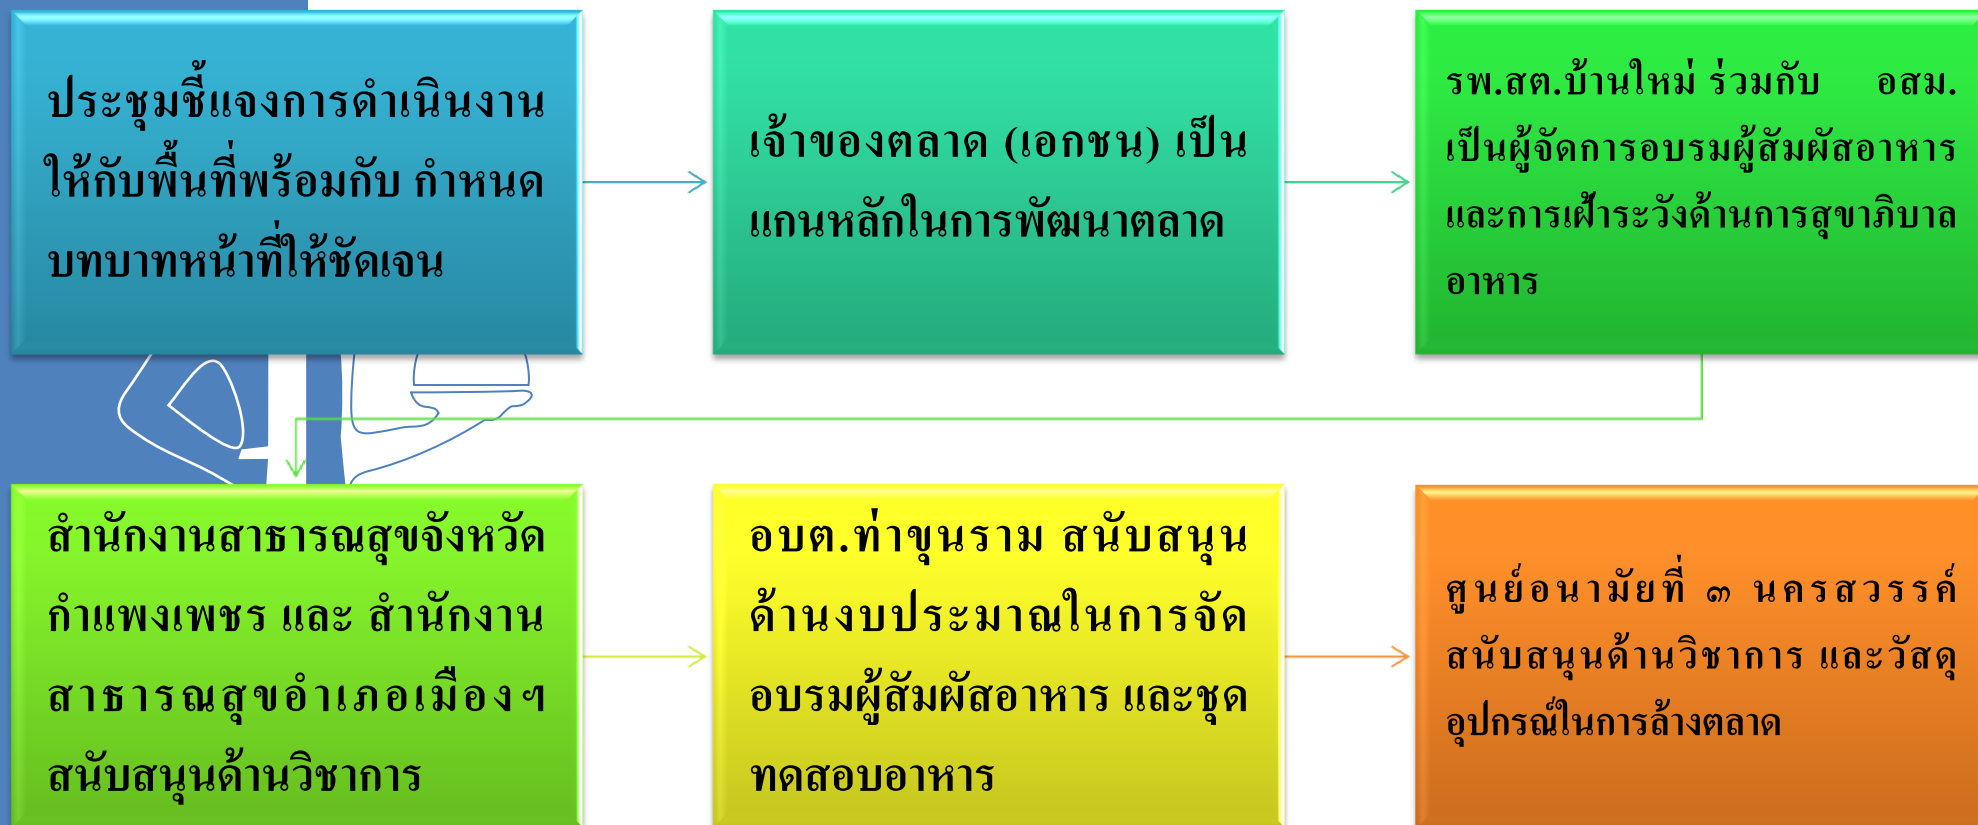 ประชุมชี้แจงการดำเนินงาน
ให้กับพื้นที่พร้อมกับ กำหนด
บทบาทหน้าที่ให้ชัดเจน
เจ้าของตลาด (เอกชน) เป็น
แกนหลักในการพัฒนาตลาด
รพ.สต.บ้านใหม่ ร่วมกับ อสม.
เป็นผู้จัดการอบรมผู้สัมผัสอาหาร
และการเฝ้าระวังด้านการสุขาภิบาล
อาหาร
สำนักงานสาธารณสุขจังหวัด
กำแพงเพชร และ สำนักงาน
สาธารณสุขอำเภอเมืองฯ
สนับสนุนด้านวิชาการ
อบต.ท่าขุนราม สนับสนุน
ด้านงบประมาณในการจัด
อบรมผู้สัมผัสอาหาร และชุด
ทดสอบอาหาร
ศูนย์อนามัยที่ ๓ นครสวรรค์
สนับสนุนด้านวิชาการ และวัสดุ
อุปกรณ์ในการล้างตลาด